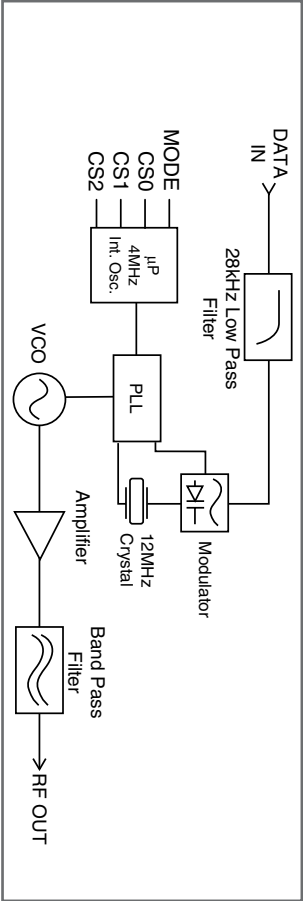 DATA
IN
28kHz Low Pass
Filter
Modulator
MODE
CS0
CS1
CS2
µP
4MHz
Int. Osc.
PLL
12MHz
Crystal
VCO
Amplifier
Band Pass
Filter
RF OUT